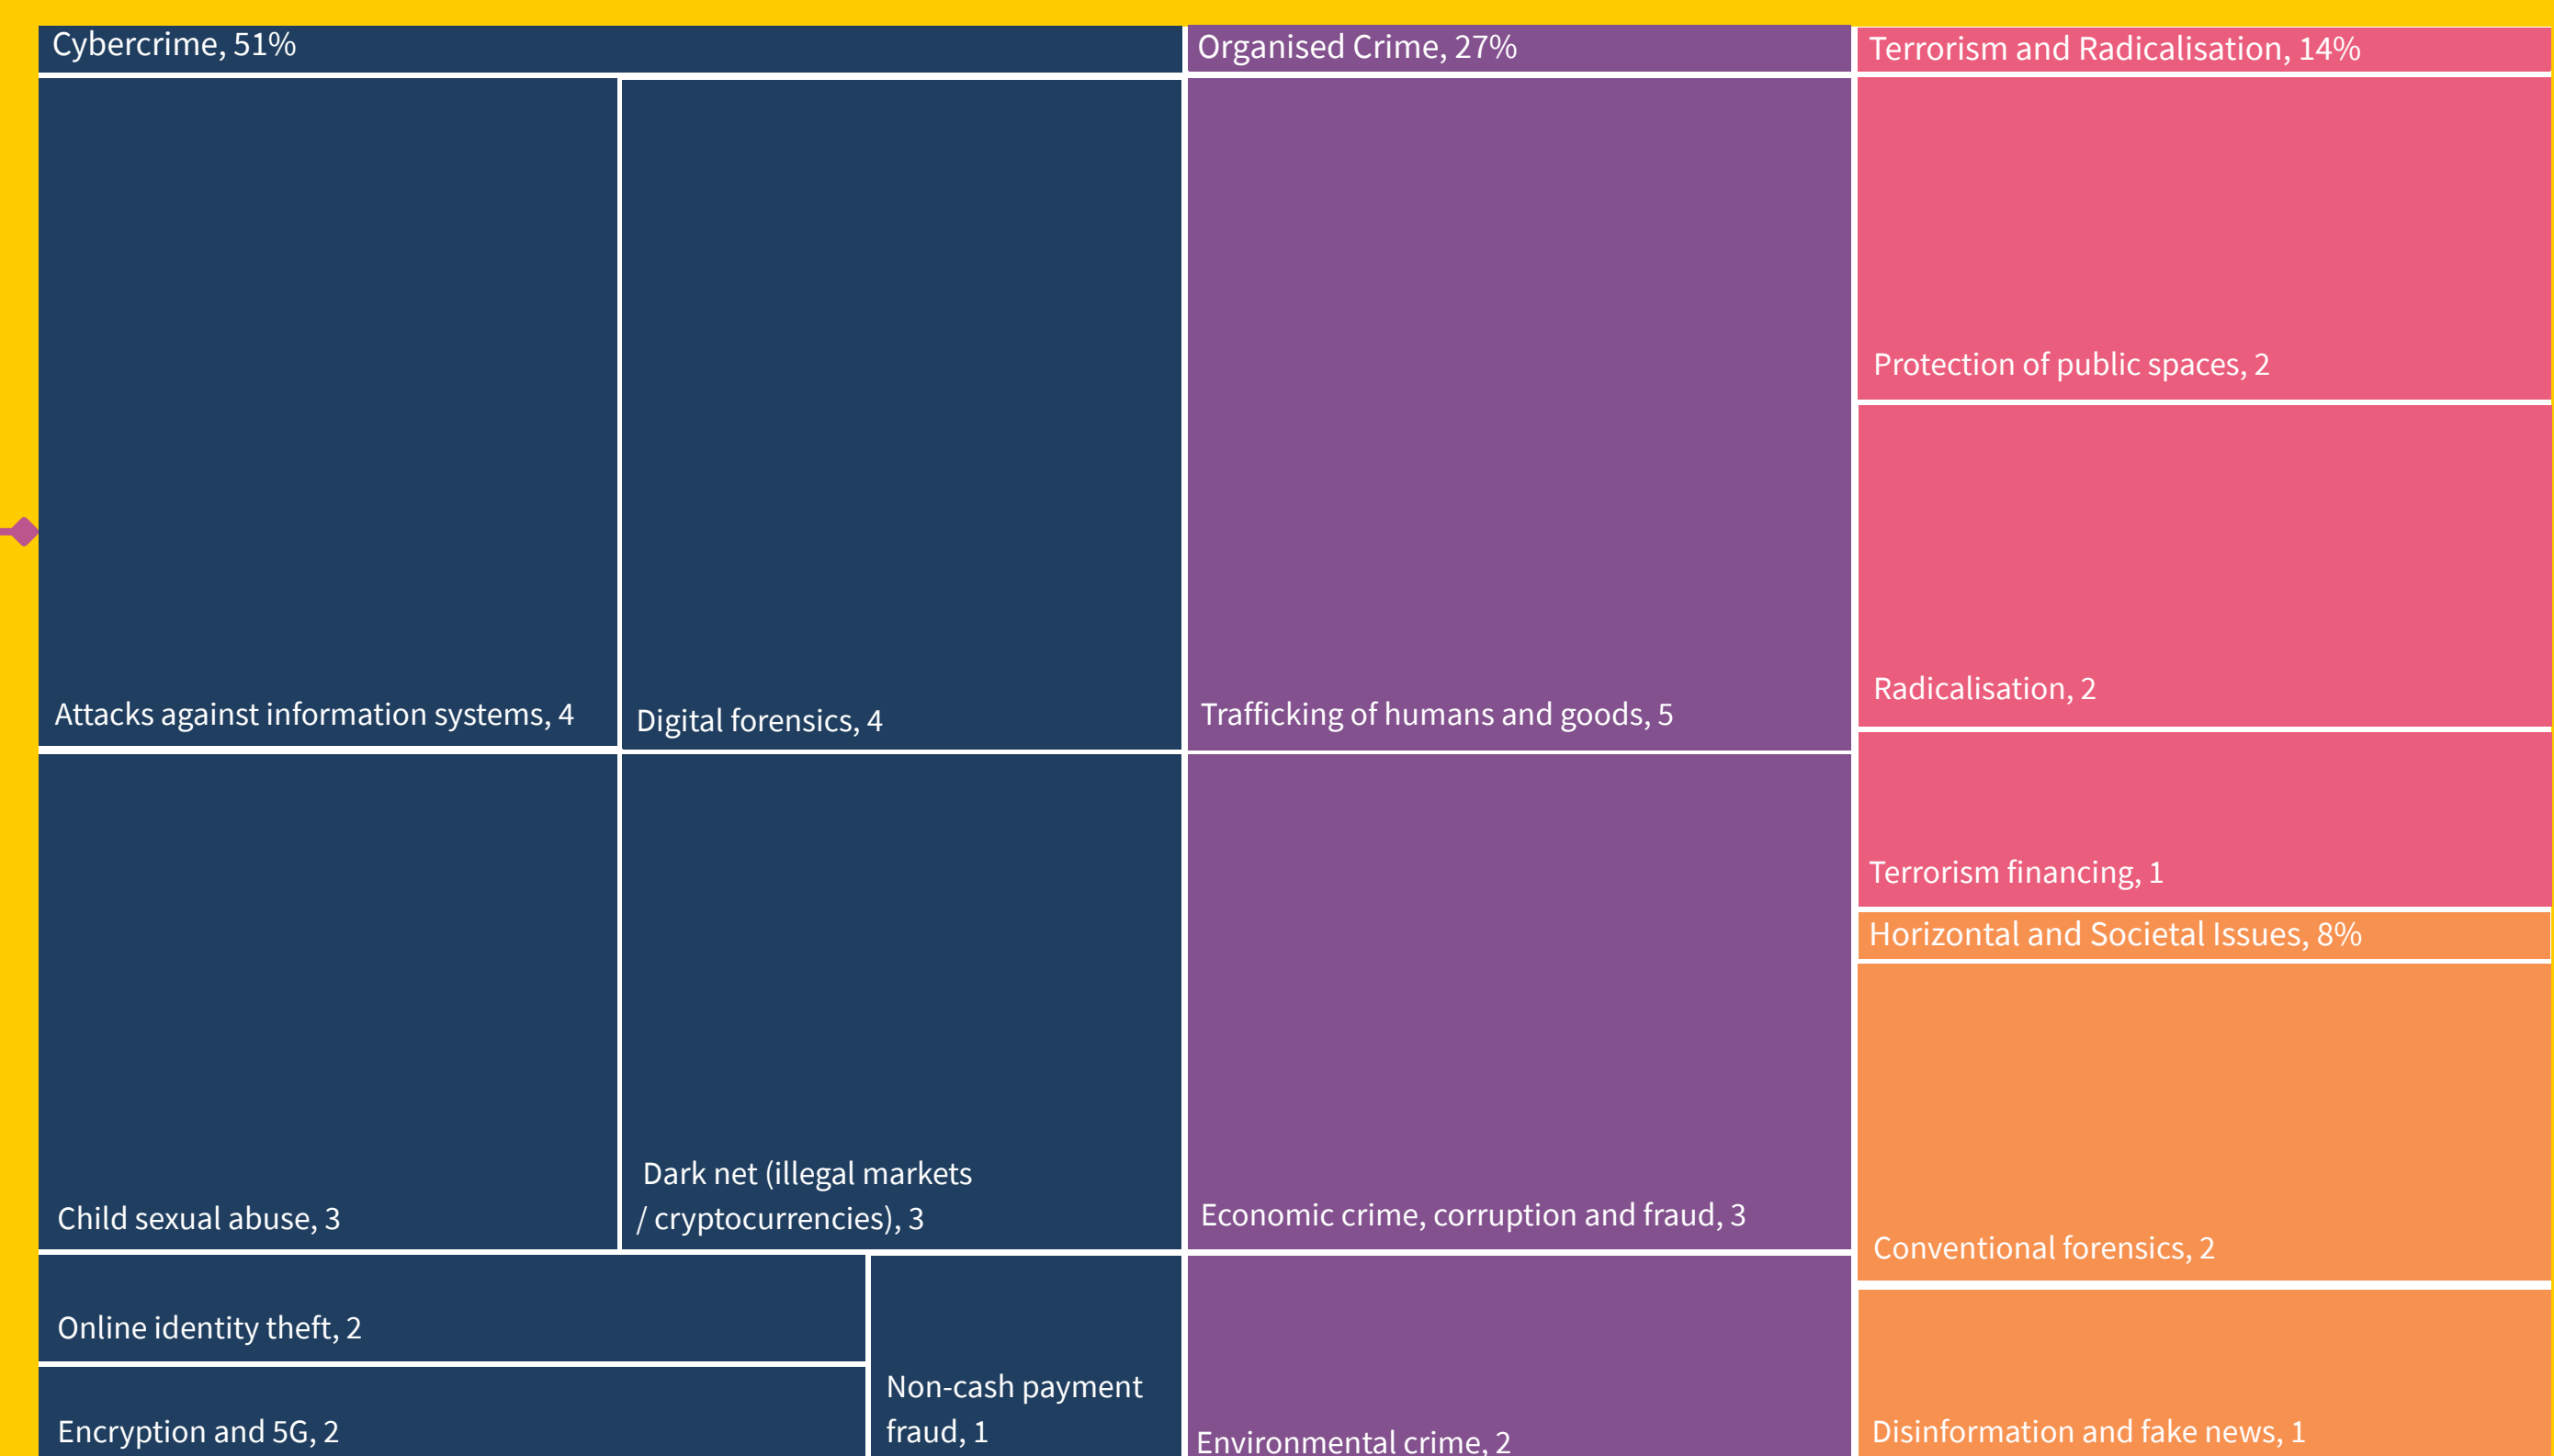 Cybercrime, 51%
Attacks against information systems, 4
Digital forensics, 4
Child sexual abuse, 3
Dark net (illegal markets
/ cryptocurrencies), 3
Online identity theft, 2
Encryption and 5G, 2
Non-cash payment
fraud, 1
Organised Crime, 27%
Trafficking of humans and goods, 5
Economic crime, corruption and fraud, 3
Environmental crime, 2
Terrorism and Radicalisation, 14%
Protection of public spaces, 2
Radicalisation, 2
Terrorism financing, 1
Horizontal and Societal Issues, 8%
Conventional forensics, 2
Disinformation and fake news, 1